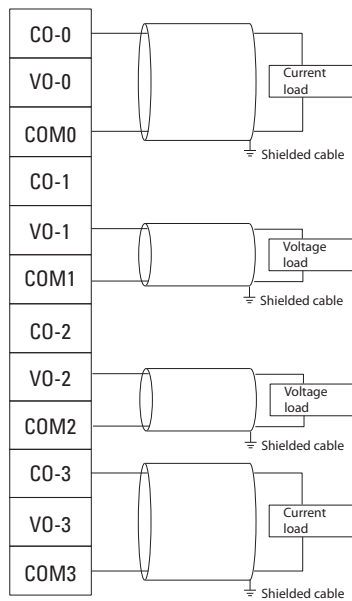 CO-0
VO-0
COM0
CO-1
VO-1
COM1
CO-2
VO-2
COM2
CO-3
VO-3
COM3
Current
load
Shielded cable
Voltage
load
Shielded cable
Voltage
load
Shielded cable
Current
load
Shielded cable